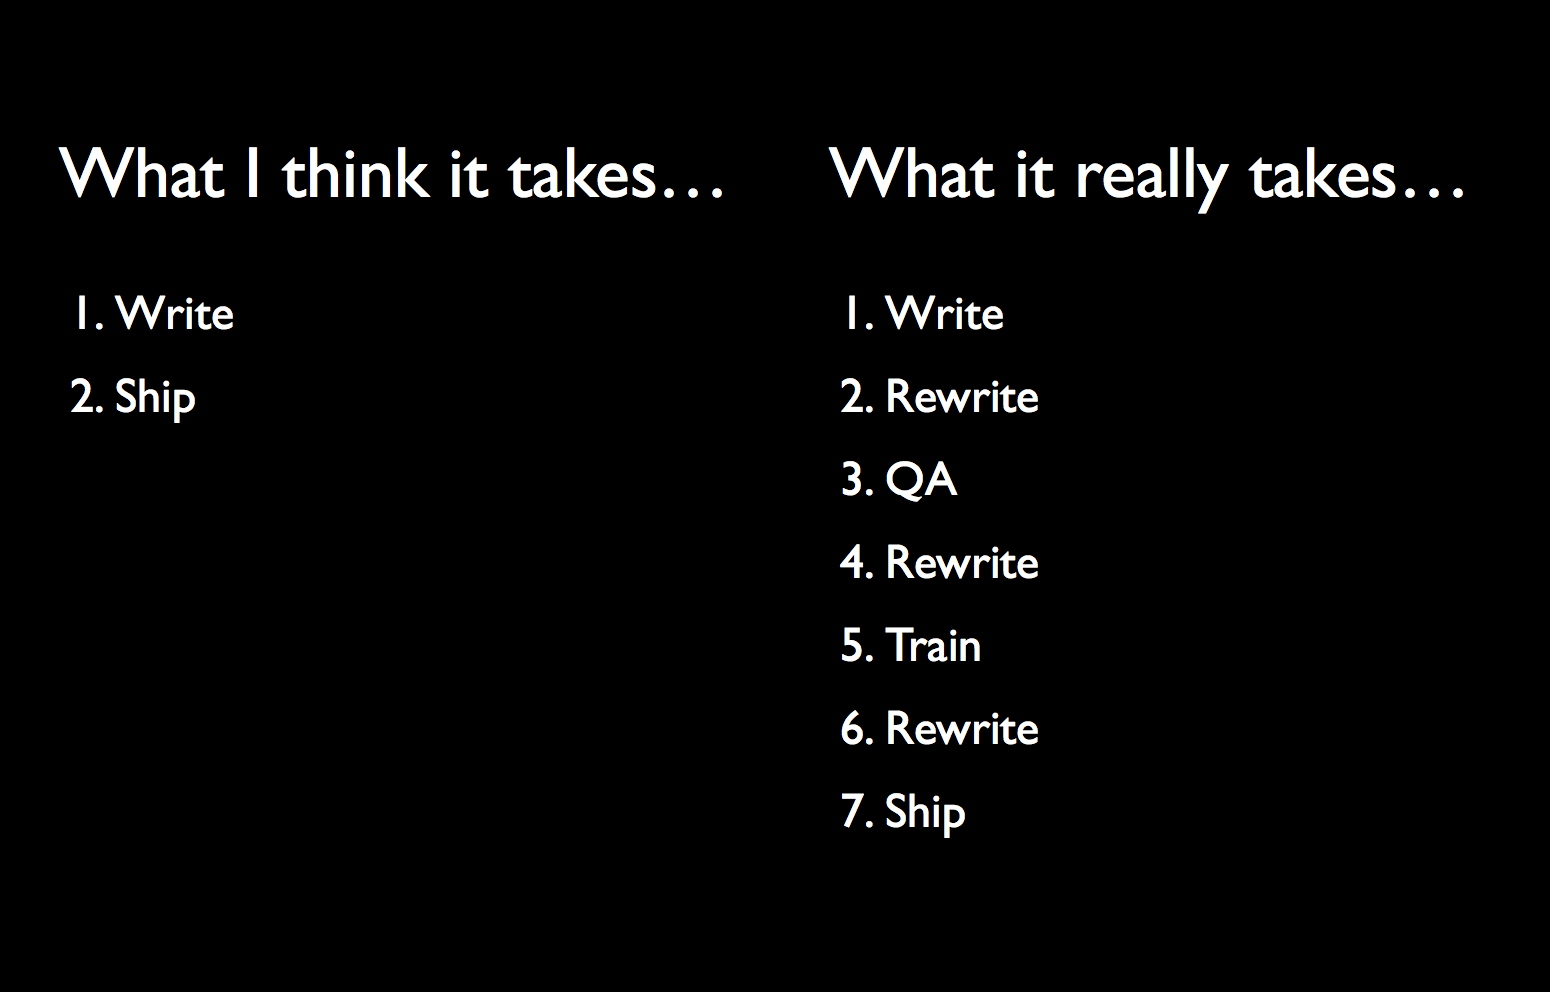 What I think it takes…
1. Write
2. Ship
What it really takes…
1. Write
2. Rewrite
3. QA
4. Rewrite
5. Train
6. Rewrite
7. Ship